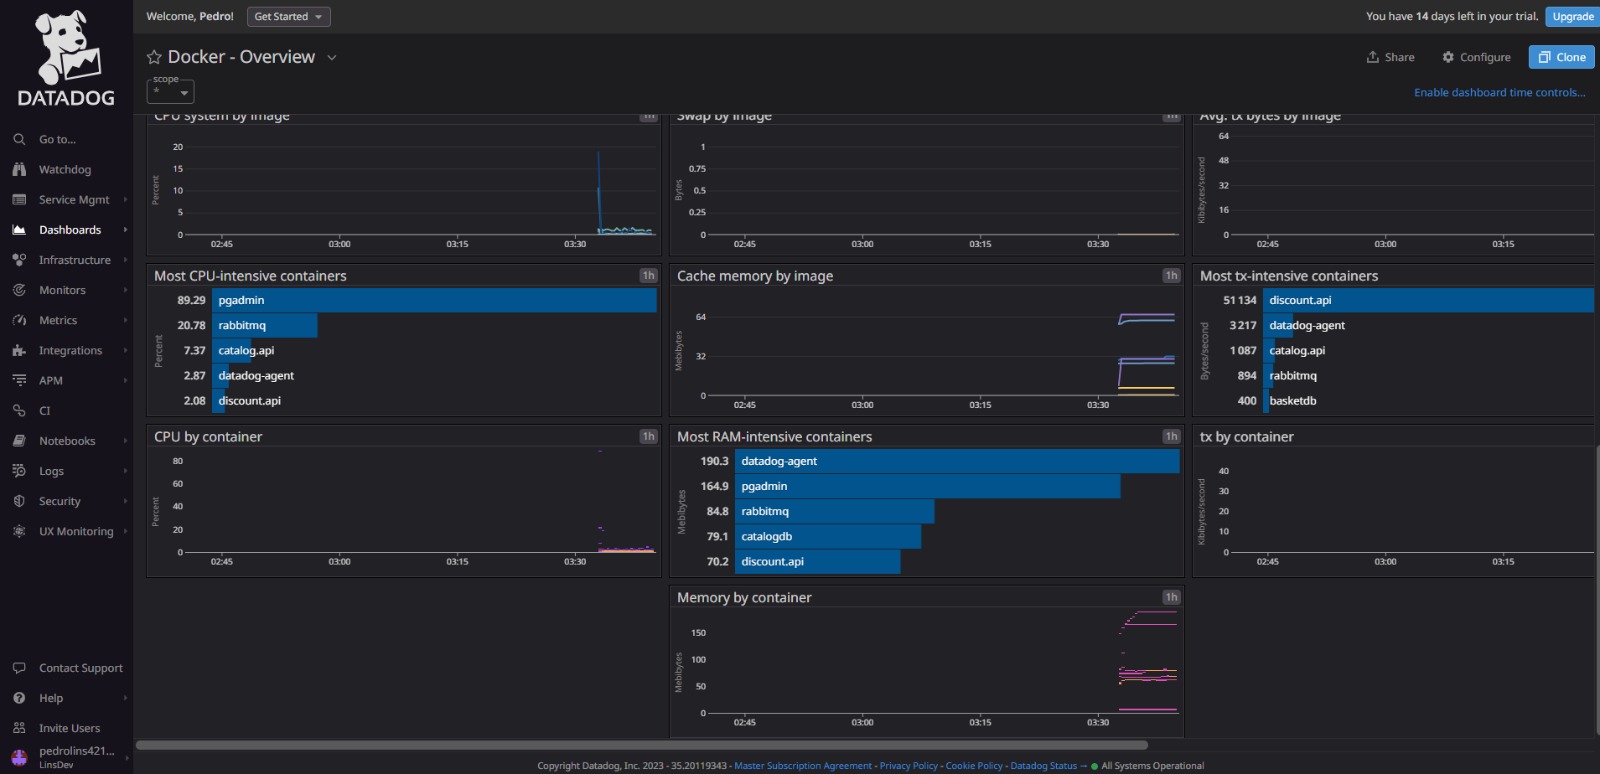 DATADOG
Go to...
Watchdog
Service Mgmt
Dashboards
Infrastructure
Monitors
Metrics
Integrations
APM
CI
Notebooks
Logs
Security
UX Monitoring
Contact Support
Help
Invite Users
pedrolins421...
LinsDev
Welcome, Pedro!
Get Started
You have 14 days left in your trial.
Upgrade
Docker - Overview
Share
Configure
Clone
scope
*
Enable dashboard time controls...
CPU system by image
1h
Percent
20
15
10
5
0
02:45 03:00 03:15 03:30
Swap by image
1h
Bytes
1
0.75
0.5
0.25
0
02:45 03:00 03:15 03:30
Avg. tx bytes by image
Kibibytes/second
64
48
32
16
0
02:45 03:00 03:15
Most CPU-intensive containers
1h
Percent
89.29 pgadmin
20.78 rabbitmq
7.37 catalog.api
2.87 datadog-agent
2.08 discount.api
Cache memory by image
1h
Mebibytes
64
32
0
02:45 03:00 03:15 03:30
Most tx-intensive containers
Bytes/second
51 134 discount.api
3 217 datadog-agent
1 087 catalog.api
894 rabbitmq
400 basketdb
CPU by container
1h
Percent
80
60
40
20
0
02:45 03:00 03:15 03:30
Most RAM-intensive containers
1h
Mebibytes
190.3 datadog-agent
164.9 pgadmin
84.8 rabbitmq
79.1 catalogdb
70.2 discount.api
tx by container
Kibibytes/second
40
30
20
10
0
02:45 03:00 03:15
Memory by container
1h
Mebibytes
150
100
50
0
02:45 03:00 03:15 03:30
Copyright Datadog, Inc. 2023 - 35.20119343 - Master Subscription Agreement - Privacy Policy - Cookie Policy - Datadog Status → All Systems Operational